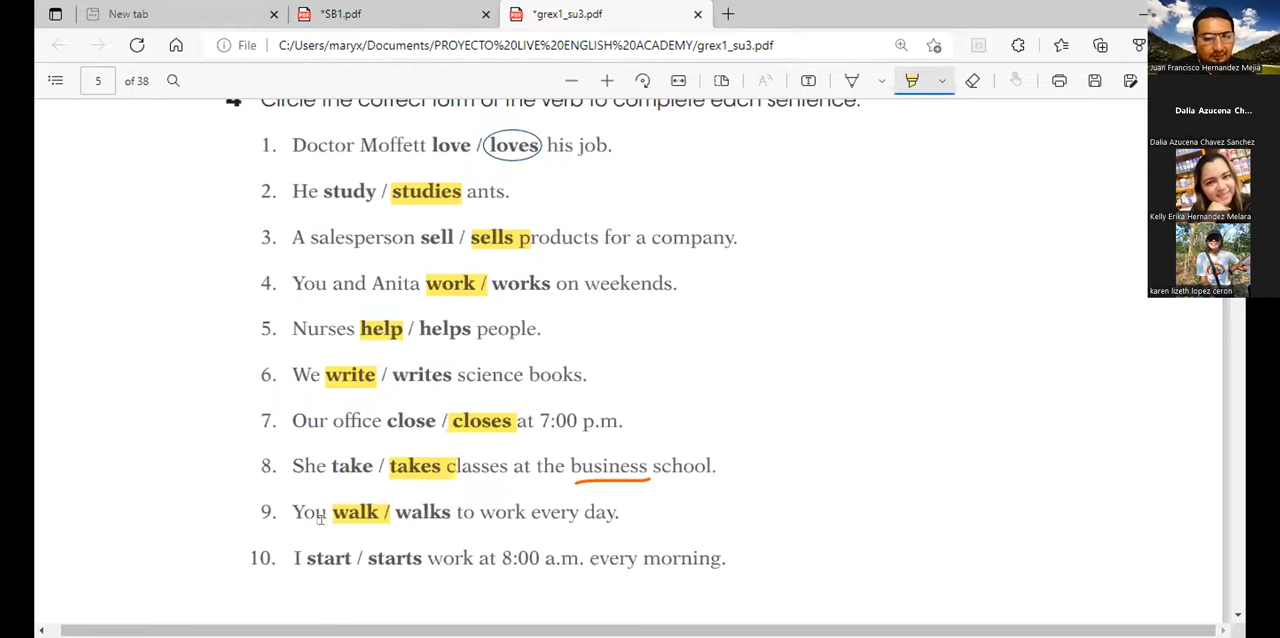 New tab
*SB1.pdf
*grex1_su3.pdf
File
C:/Users/maryx/Documents/PROYECTO%20LIVE%20ENGLISH%20ACADEMY/grex1_su3.pdf
5 of 38
Juan Francisco Hernandez Mejia
Dalia Azucena Ch...
Dalia Azucena Chavez Sanchez
Kelly Erika Hernandez Melara
karen lizeth lopez ceron
4 Circle the correct form of the verb to complete each sentence.
1. Doctor Moffett love / loves his job.
2. He study / studies ants.
3. A salesperson sell / sells products for a company.
4. You and Anita work / works on weekends.
5. Nurses help / helps people.
6. We write / writes science books.
7. Our office close / closes at 7:00 p.m.
8. She take / takes classes at the business school.
9. You walk / walks to work every day.
10. I start / starts work at 8:00 a.m. every morning.